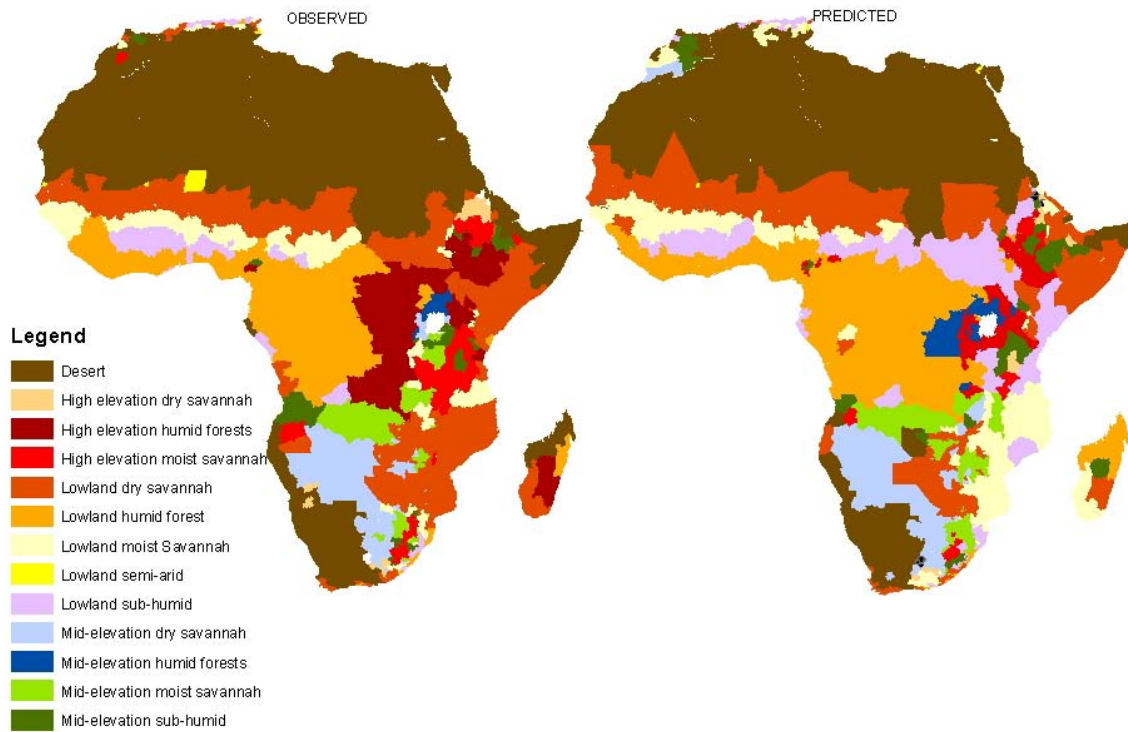 OBSERVED
PREDICTED
Legend
Desert
High elevation dry savannah
High elevation humid forests
High elevation moist savannah
Lowland dry savannah
Lowland humid forest
Lowland moist Savannah
Lowland semi-arid
Lowland sub-humid
Mid-elevation dry savannah
Mid-elevation humid forests
Mid-elevation moist savannah
Mid-elevation sub-humid